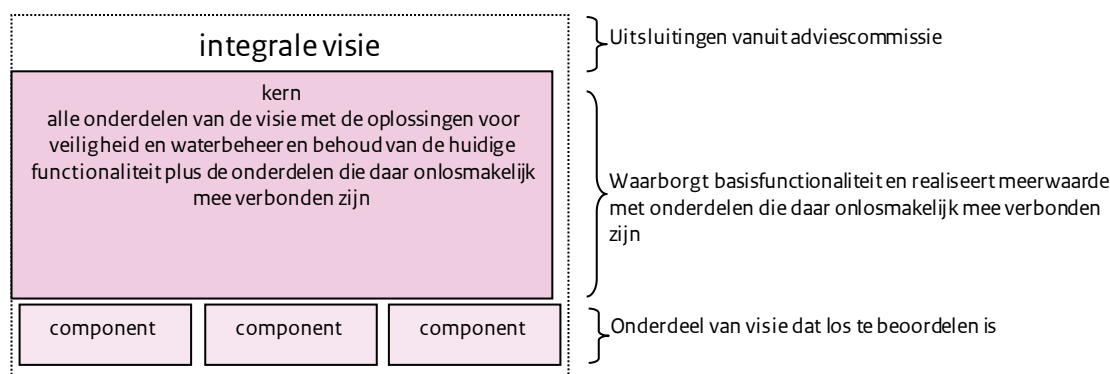 integrale visie
Uitsluitingen vanuit adviescommissie
kern
alle onderdelen van de visie met de oplossingen voor
veiligheid en waterbeheer en behoud van de huidige
functionaliteit plus de onderdelen die daar onlosmakelijk
mee verbonden zijn
Waarborgt basisfunctionaliteit en realiseert meerwaarde
met onderdelen die daar onlosmakelijk mee verbonden
zijn
component
component
component
Onderdeel van visie dat los te beoordelen is